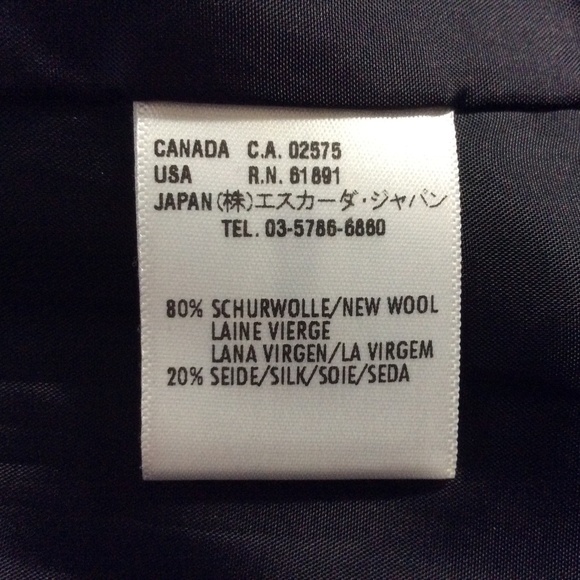 CANADA C.A. 02575
USA R.N. 61891
JAPAN(株)エスカーダ・ジャパン
TEL. 03-5786-6860
80% SCHURWOLLE/NEW WOOL
LAINE VIERGE
LANA VIRGEN/LA VIRGEM
20% SEIDE/SILK/SOIE/SEDA